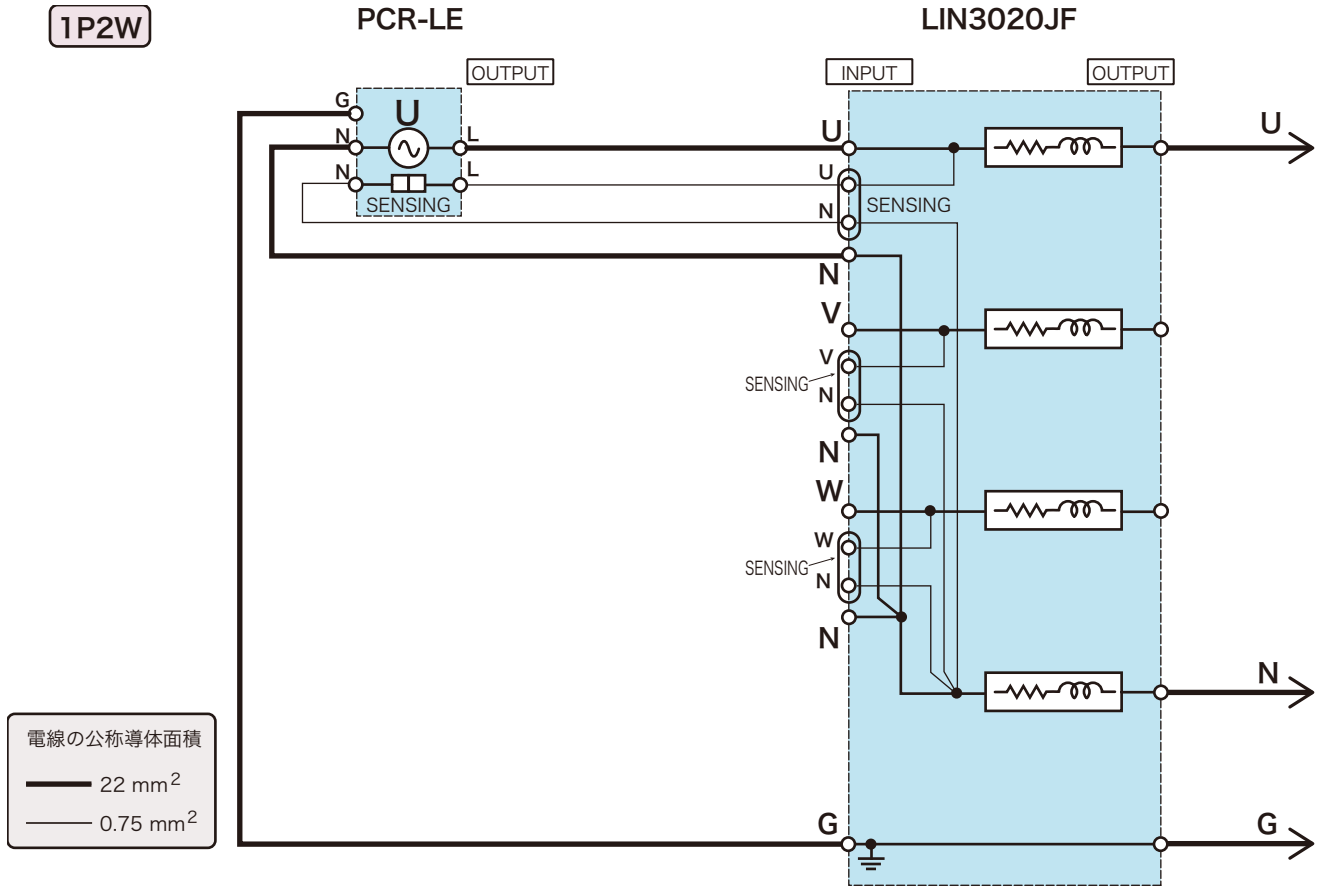 1P2W
PCR-LE
LIN3020JF
OUTPUT
INPUT
OUTPUT
G
U
N
L
N
L
SENSING
U
U
U
SENSING
N
N
V
V
SENSING
N
N
W
W
SENSING
N
N
N
電線の公称導体面積
22 mm²
0.75 mm²
G
G